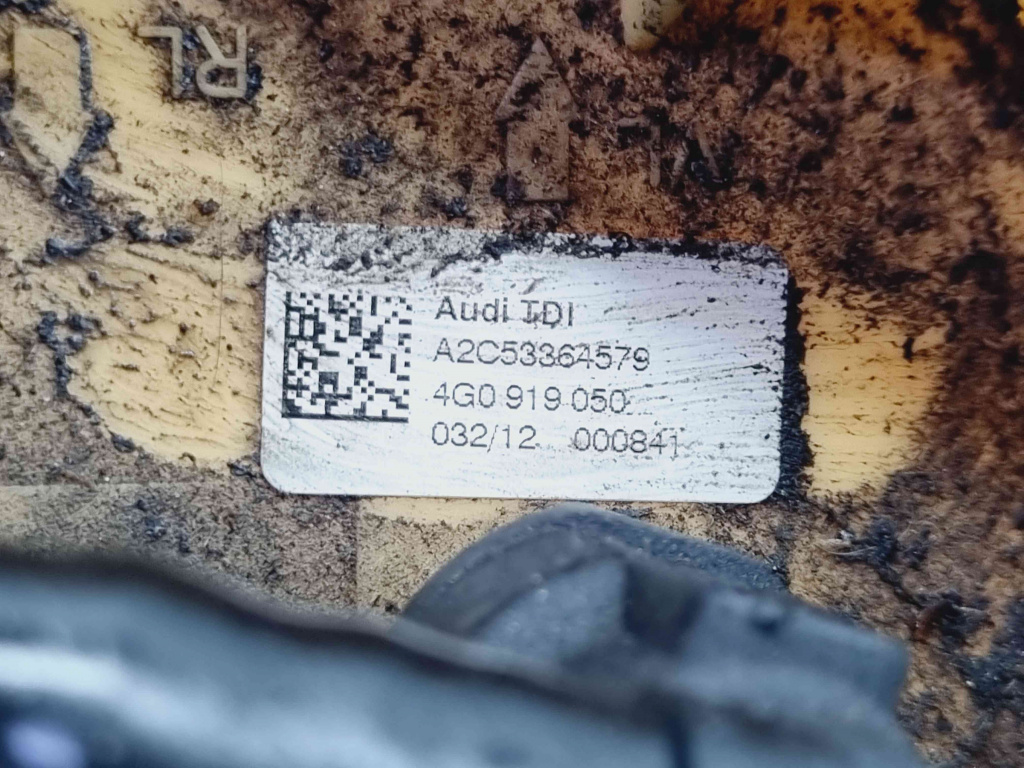 RL
Audi TDI
A2C53364579
4G0 919 050
032/12 000841